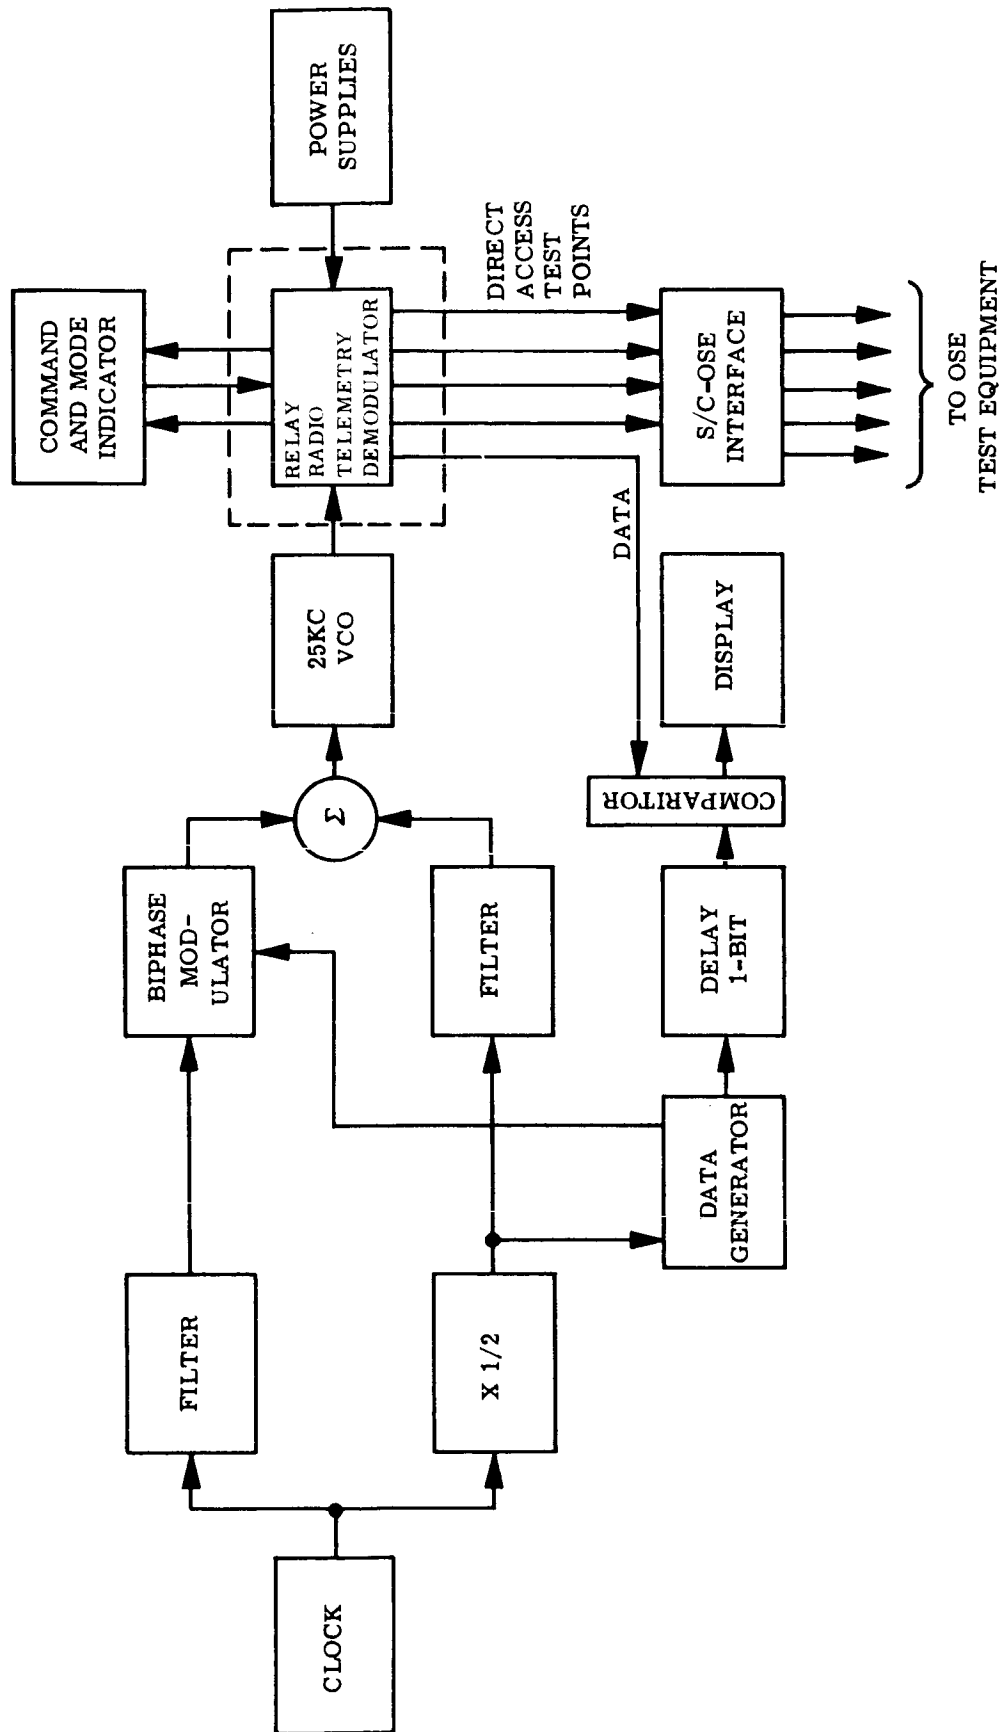 COMMAND
AND MODE
INDICATOR
POWER
SUPPLIES
RELAY
RADIO
TELEMETRY
DEMODULATOR
25KC
VCO
Σ
BIPHASE
MOD-
ULATOR
FILTER
FILTER
X 1/2
CLOCK
DIRECT
ACCESS
TEST
POINTS
DATA
S/C-OSE
INTERFACE
DISPLAY
COMPARITOR
DELAY
1-BIT
DATA
GENERATOR
TO OSE
TEST EQUIPMENT